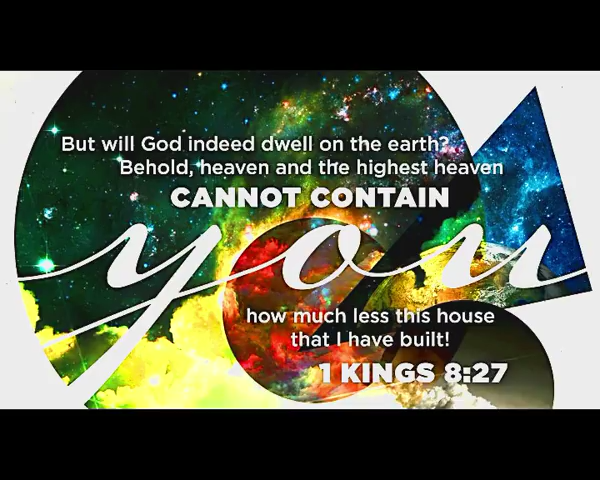 But will God indeed dwell on the earth?
Behold, heaven and the highest heaven
CANNOT CONTAIN
you
how much less this house
that I have built!
1 KINGS 8:27